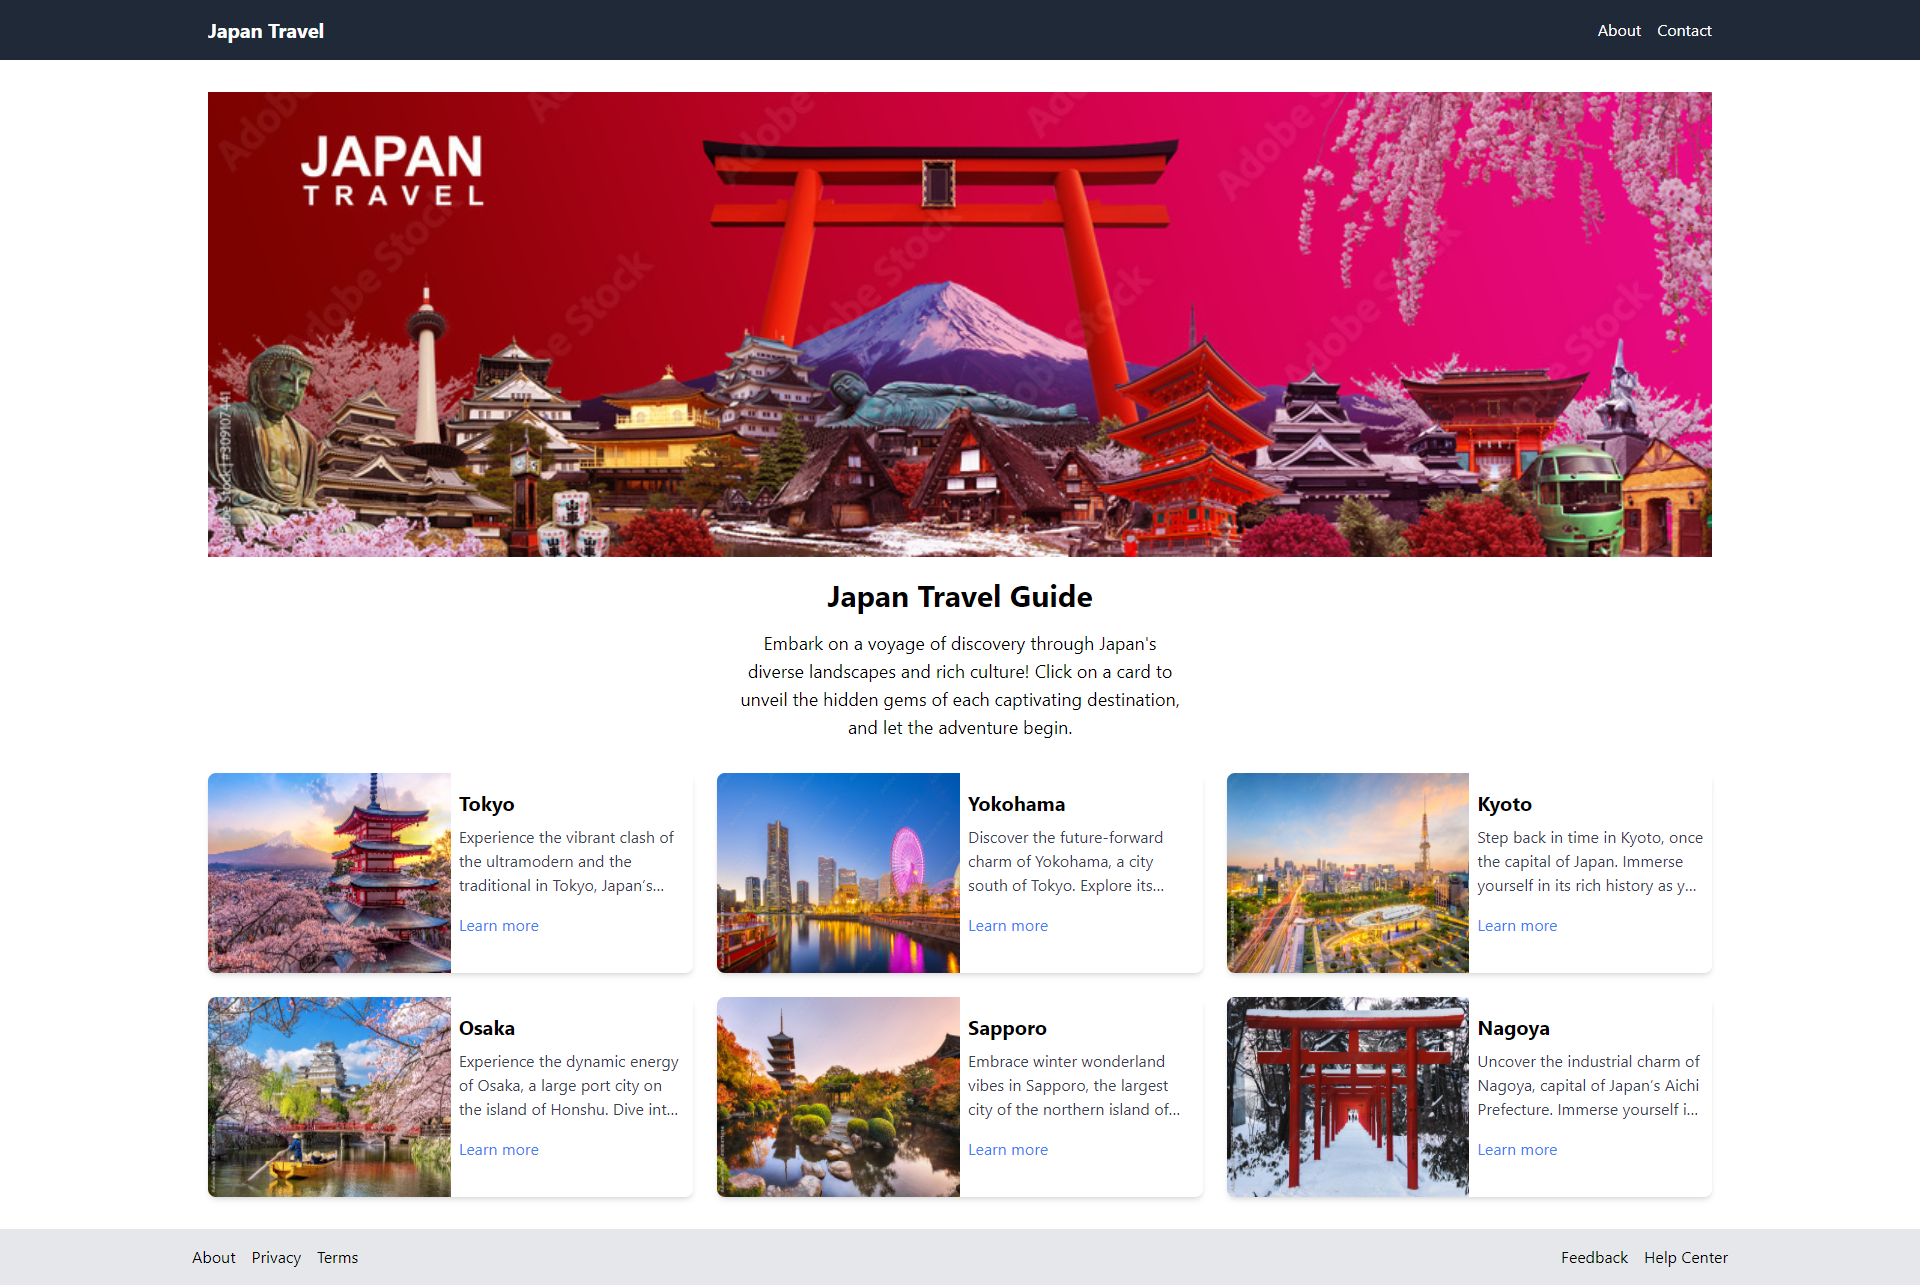 Japan Travel
About Contact
JAPAN
TRAVEL
Adobe Stock | #309107441
Japan Travel Guide
Embark on a voyage of discovery through Japan's
diverse landscapes and rich culture! Click on a card to
unveil the hidden gems of each captivating destination,
and let the adventure begin.
Tokyo
Experience the vibrant clash of
the ultramodern and the
traditional in Tokyo, Japan's...
Learn more
Yokohama
Discover the future-forward
charm of Yokohama, a city
south of Tokyo. Explore its...
Learn more
Kyoto
Step back in time in Kyoto, once
the capital of Japan. Immerse
yourself in its rich history as y...
Learn more
Osaka
Experience the dynamic energy
of Osaka, a large port city on
the island of Honshu. Dive int...
Learn more
Sapporo
Embrace winter wonderland
vibes in Sapporo, the largest
city of the northern island of...
Learn more
Nagoya
Uncover the industrial charm of
Nagoya, capital of Japan's Aichi
Prefecture. Immerse yourself i...
Learn more
About Privacy Terms
Feedback Help Center